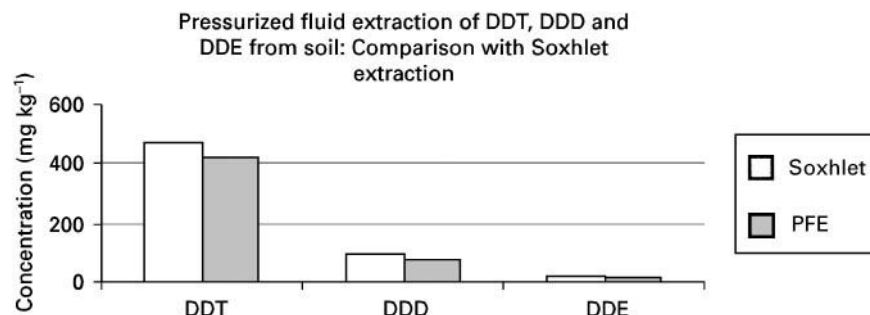 Pressurized fluid extraction of DDT, DDD and
DDE from soil: Comparison with Soxhlet
extraction
Concentration (mg kg⁻¹)
600
400
200
0
DDT
DDD
DDE
Soxhlet
PFE